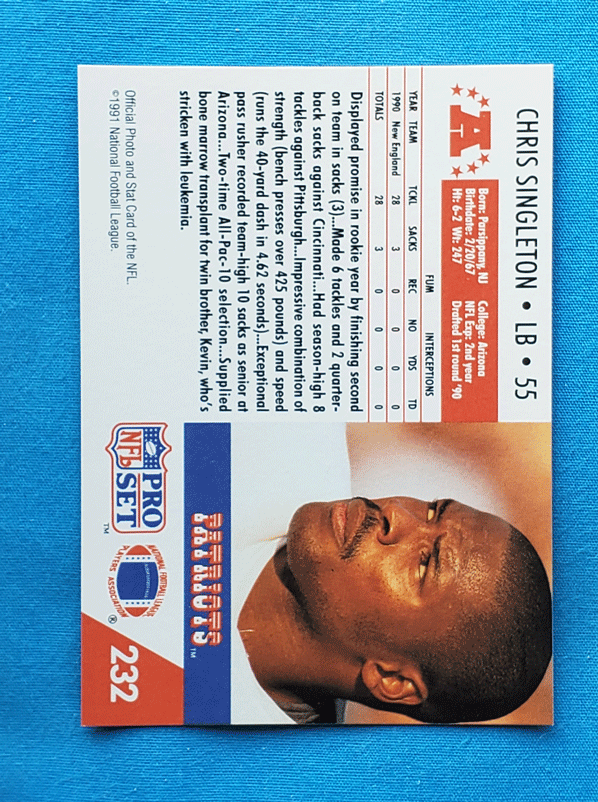 CHRIS SINGLETON • LB • 55
A
Born: Parsippany, NJ College: Arizona
Birthdate: 2/20/67 NFL Exp: 2nd year
Ht: 6-2 Wt: 247 Drafted 1st round '90
FUM INTERCEPTIONS
YEAR TEAM TCKL SACKS REC NO YDS TD
1990 New England 28 3 0 0 0 0
TOTALS 28 3 0 0 0 0
Displayed promise in rookie year by finishing second
on team in sacks (3)...Made 6 tackles and 2 quarter-
back sacks against Cincinnati...Had season-high 8
tackles against Pittsburgh...Impressive combination of
strength (bench presses over 425 pounds) and speed
(runs the 40-yard dash in 4.62 seconds)...Exceptional
pass rusher recorded team-high 10 sacks as senior at
Arizona...Two-time All-Pac-10 selection...Supplied
bone marrow transplant for twin brother, Kevin, who's
stricken with leukemia.
Official Photo and Stat Card of the NFL.
©1991 National Football League.
PATRIOTS™
PRO
NFL
SET™
NATIONAL FOOTBALL LEAGUE
PLAYERS ASSOCIATION
®
232